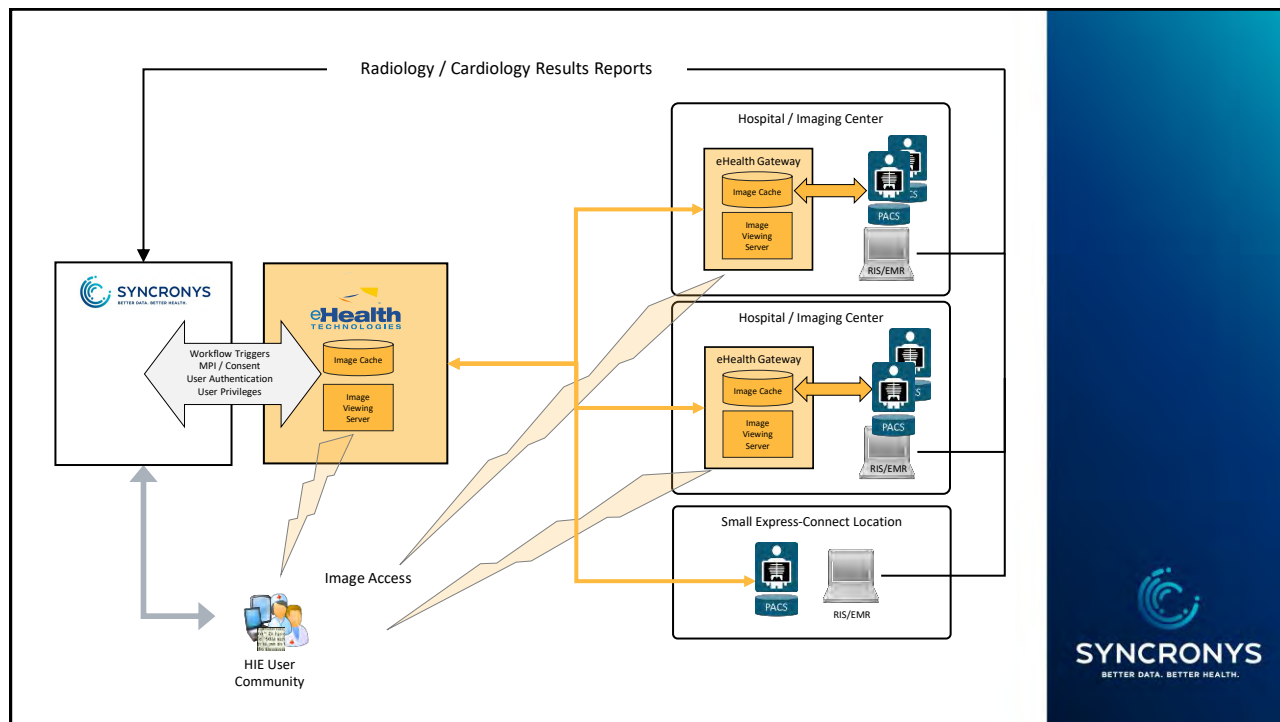 Radiology / Cardiology Results Reports
Hospital / Imaging Center
eHealth Gateway
Image Cache
Image
Viewing
Server
PACS
RIS/EMR
SYNCRONYS
BETTER DATA. BETTER HEALTH.
eHealth
TECHNOLOGIES
Image Cache
Image
Viewing
Server
Workflow Triggers
MPI / Consent
User Authentication
User Privileges
Hospital / Imaging Center
eHealth Gateway
Image Cache
Image
Viewing
Server
PACS
RIS/EMR
Small Express-Connect Location
PACS
RIS/EMR
Image Access
HIE User
Community
SYNCRONYS
BETTER DATA. BETTER HEALTH.